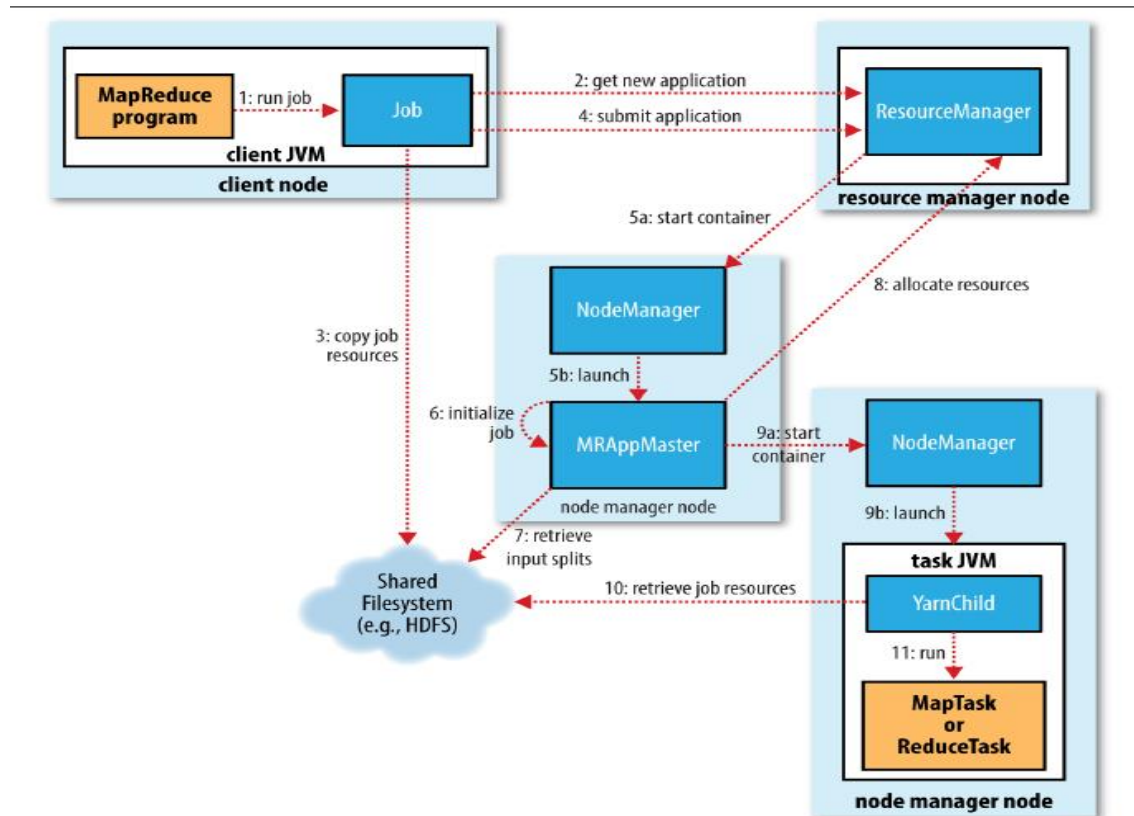 MapReduce
program
1: run job
Job
client JVM
client node
2: get new application
4: submit application
ResourceManager
resource manager node
5a: start container
8: allocate resources
3: copy job
resources
NodeManager
5b: launch
6: initialize
job
MRAppMaster
node manager node
9a: start
container
NodeManager
9b: launch
7: retrieve
input splits
Shared
Filesystem
(e.g., HDFS)
10: retrieve job resources
task JVM
YarnChild
11: run
MapTask
or
ReduceTask
node manager node